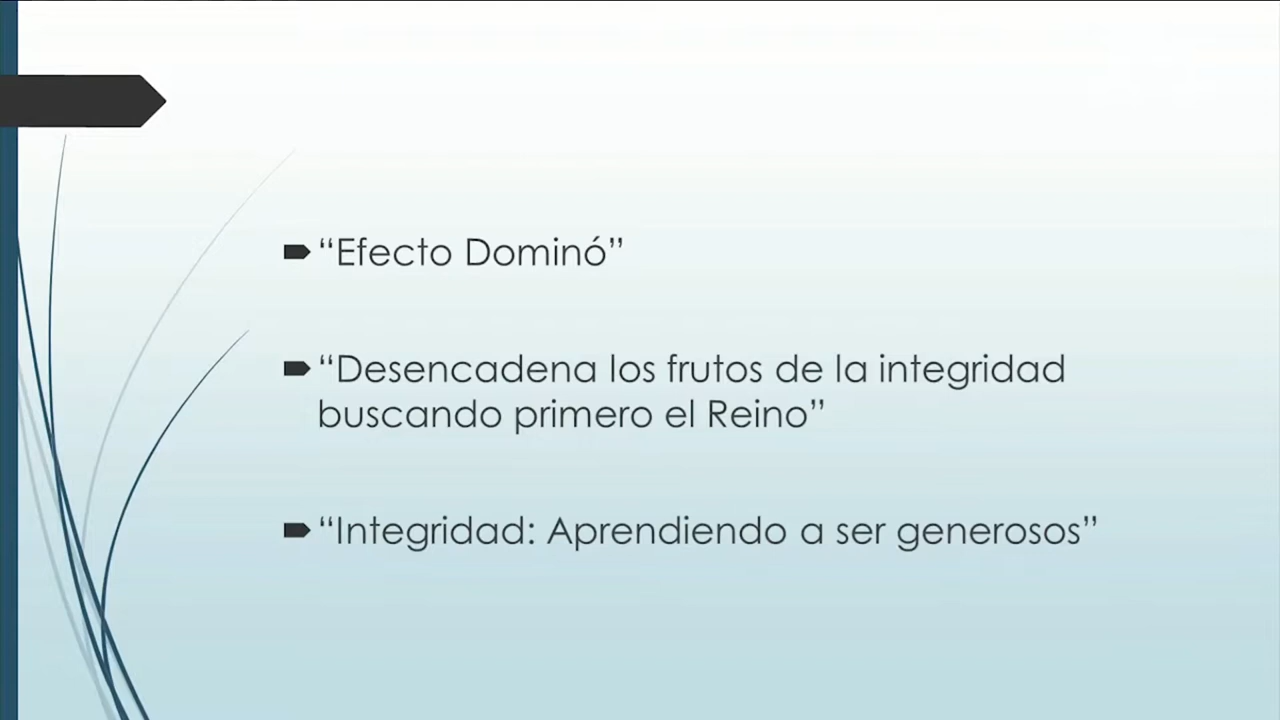 “Efecto Dominó”
“Desencadena los frutos de la integridad
buscando primero el Reino”
“Integridad: Aprendiendo a ser generosos”